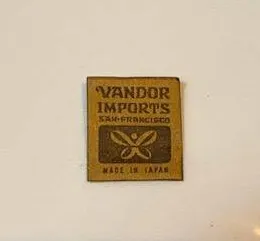 VANDOR
IMPORTS
SAN-FRANCISCO
MADE IN JAPAN